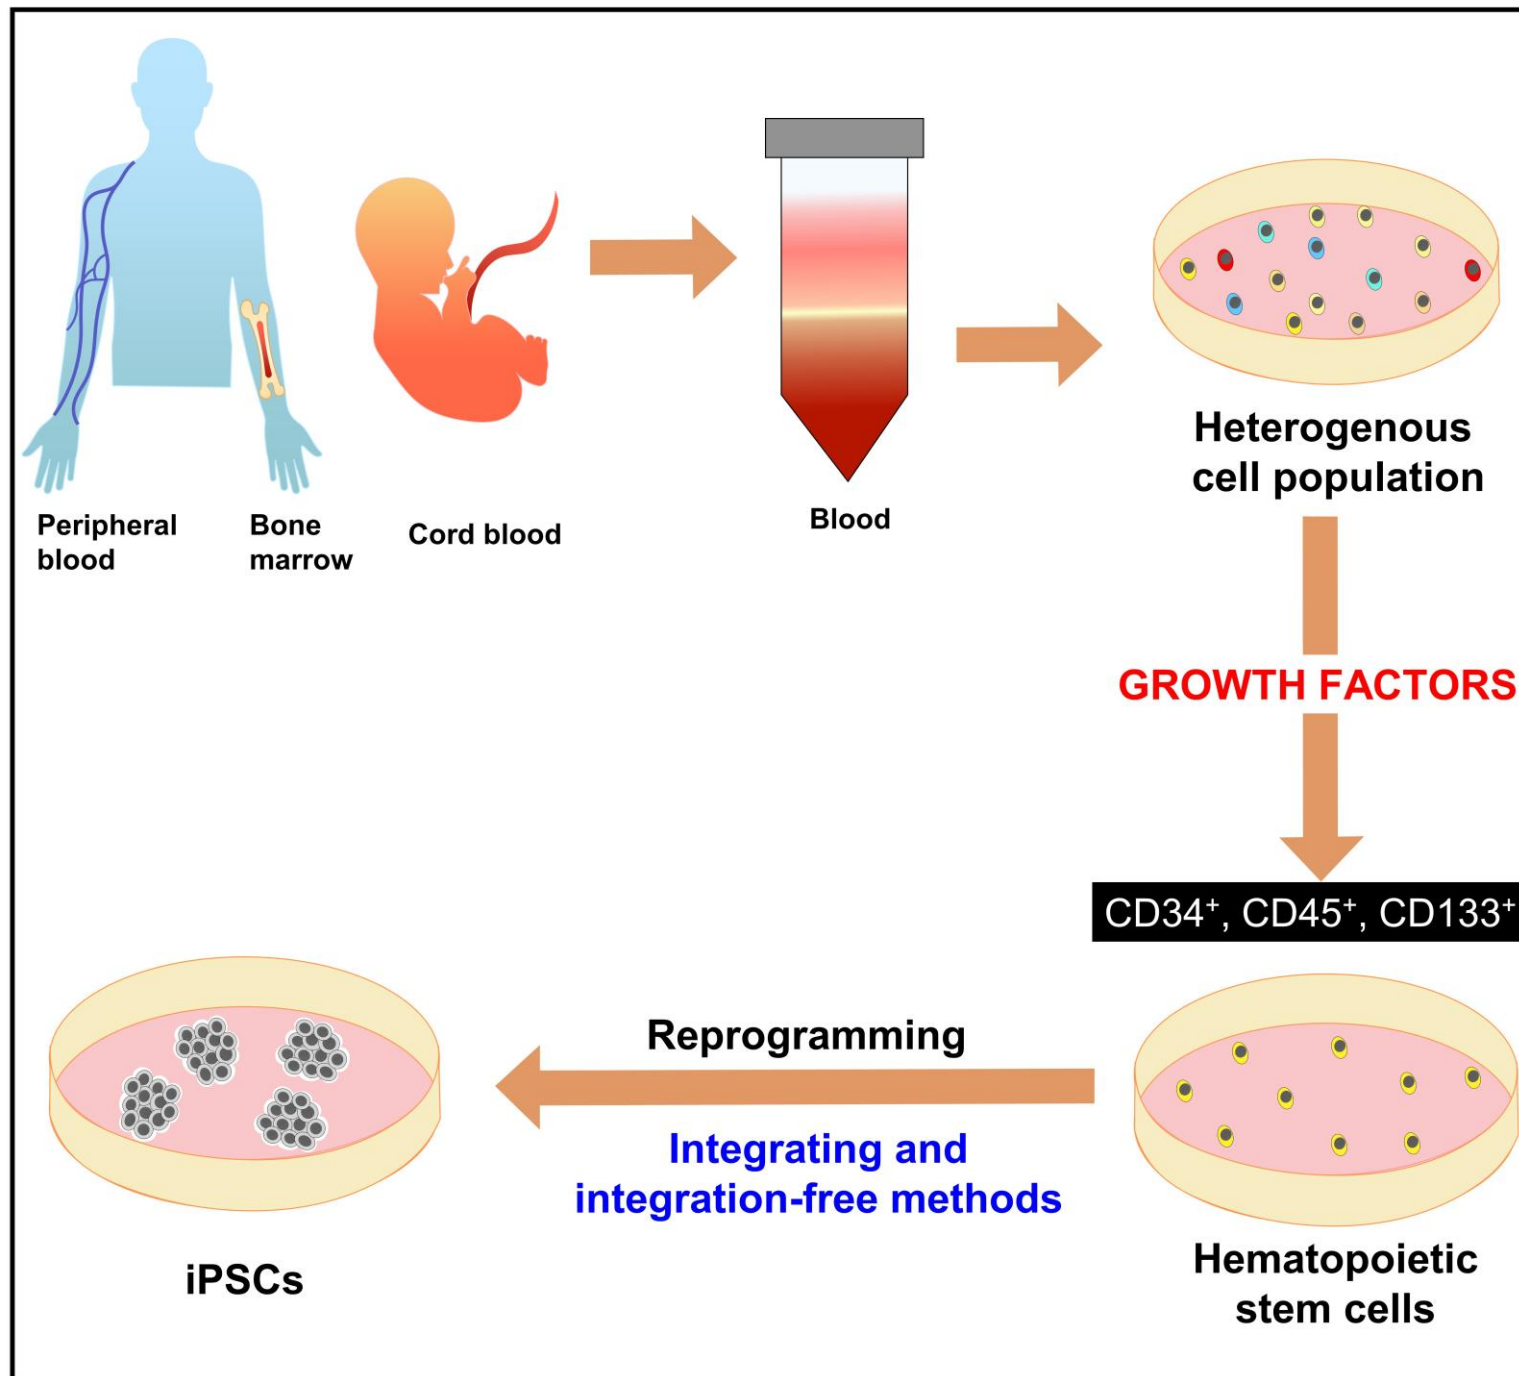 Peripheral
blood
Bone
marrow
Cord blood
Blood
Heterogenous
cell population
GROWTH FACTORS
CD34⁺, CD45⁺, CD133⁺
Reprogramming
Integrating and
integration-free methods
iPSCs
Hematopoietic
stem cells